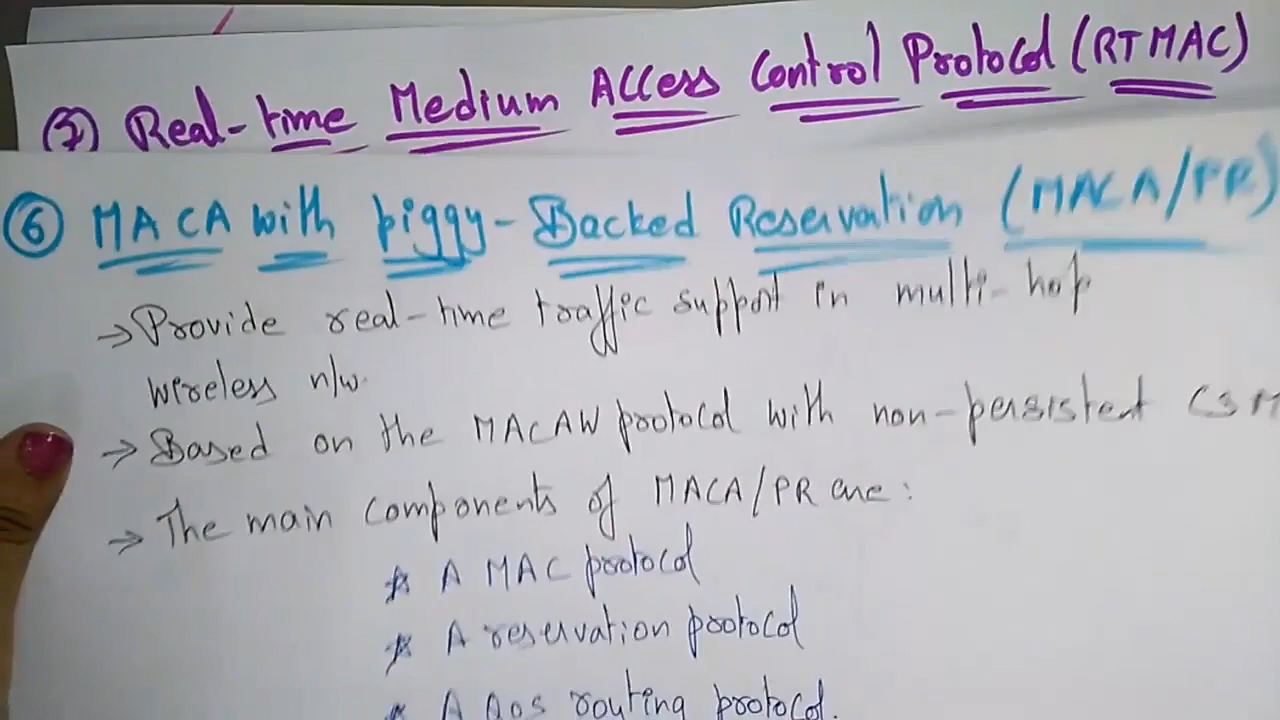 (7) Real-time Medium Access Control Protocol (RTMAC)
(6) MACA with piggy-Backed Reservation (MACA/PR)
→ Provide real-time traffic support in multi-hop
wireless n/w.
→ Based on the MACAW protocol with non-persistent CSM
→ The main components of MACA/PR are:
* A MAC protocol
* A reservation protocol
* A QoS routing protocol.